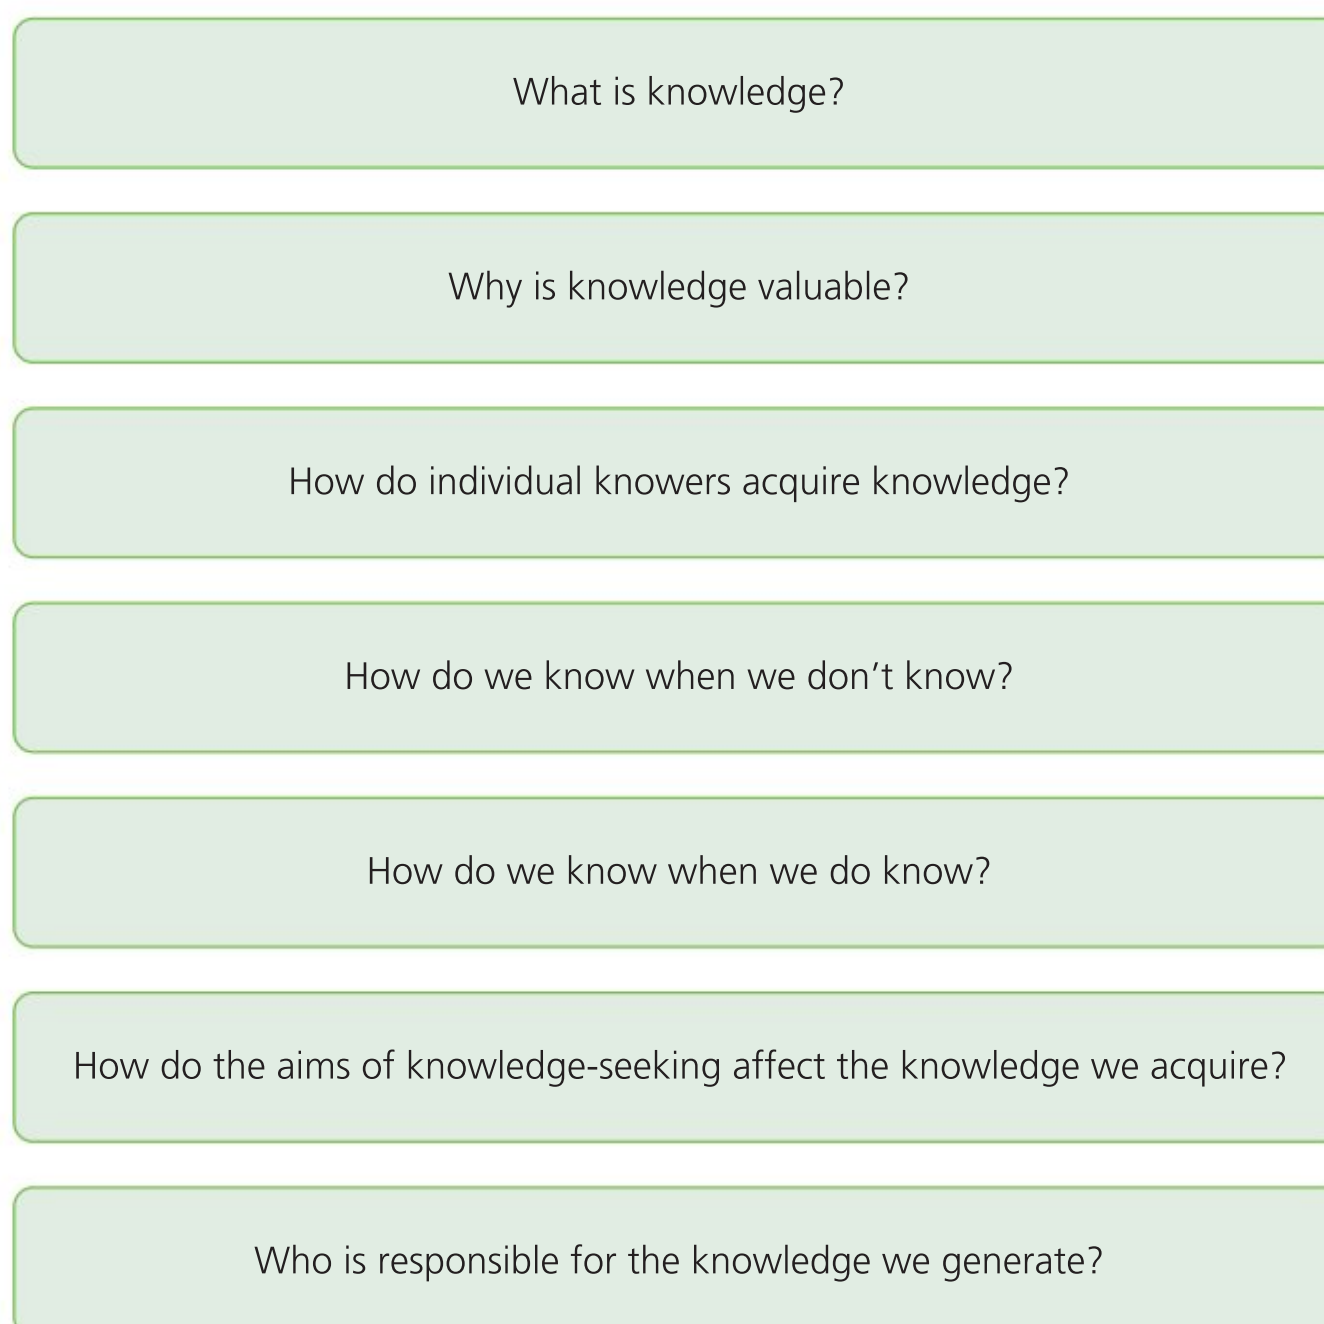 What is knowledge?
Why is knowledge valuable?
How do individual knowers acquire knowledge?
How do we know when we don’t know?
How do we know when we do know?
How do the aims of knowledge-seeking affect the knowledge we acquire?
Who is responsible for the knowledge we generate?